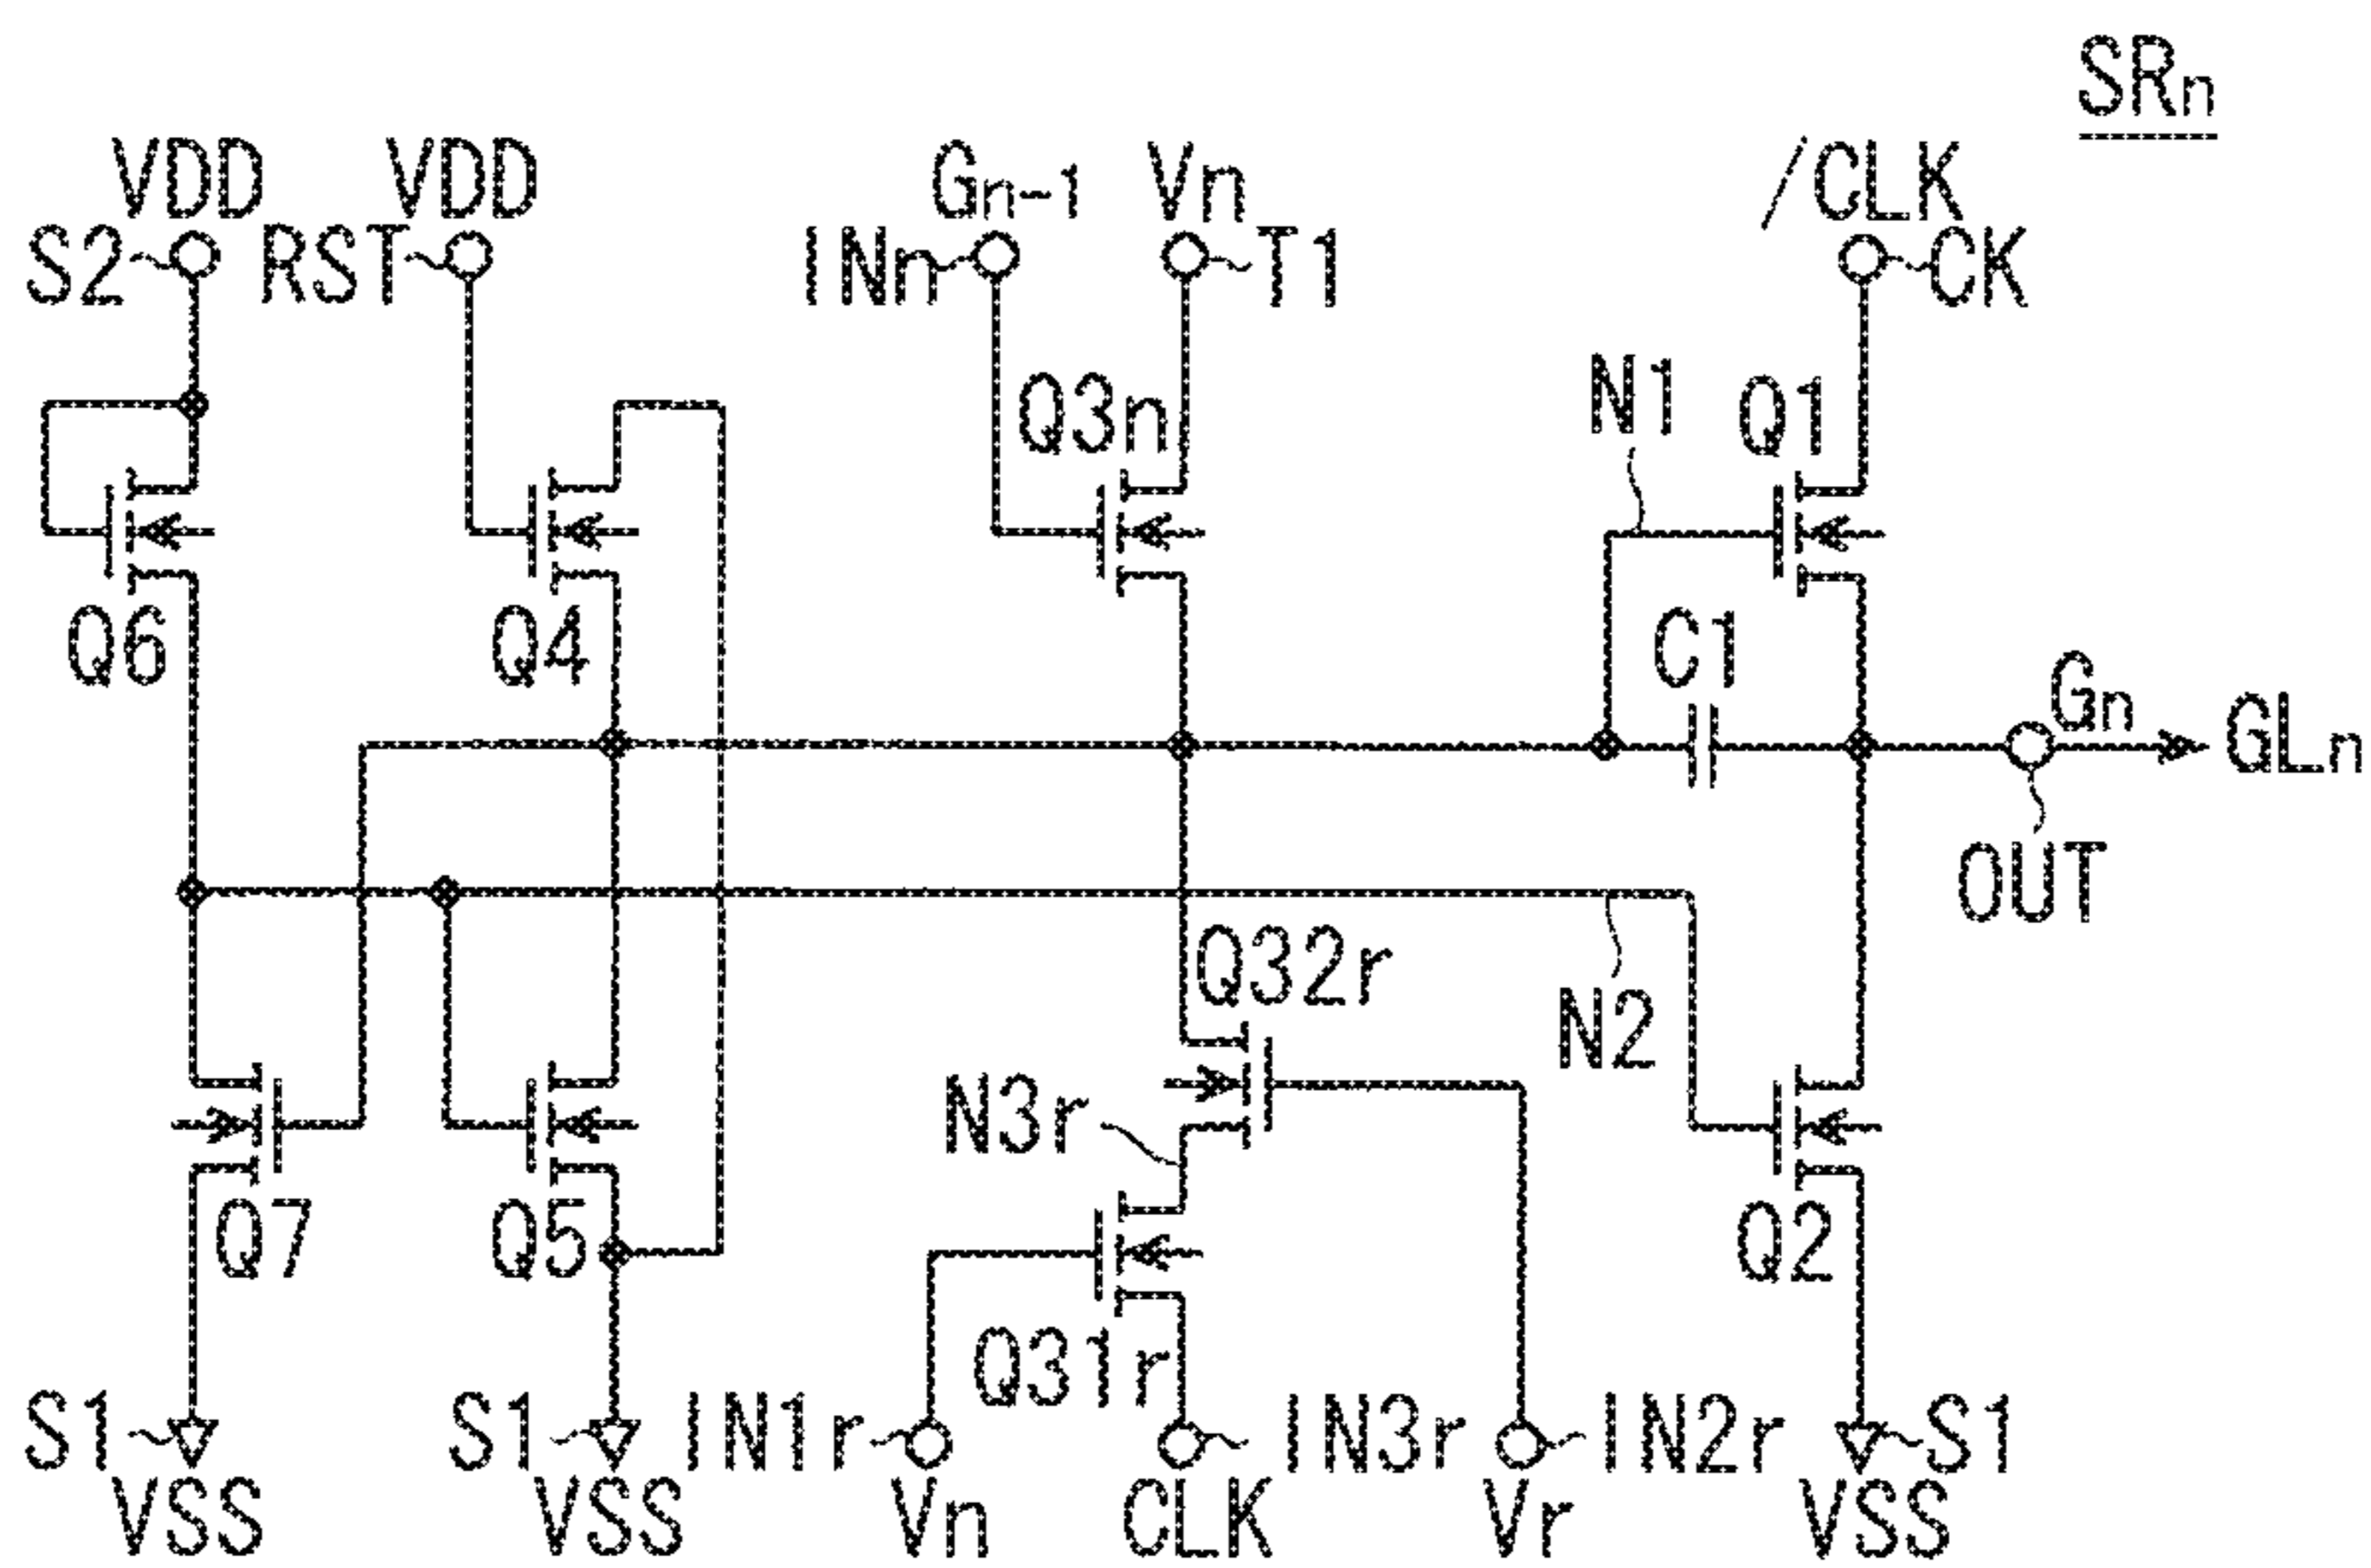 SRn
VDD VDD Gn-1 Vn /CLK
S2 RST INn T1 CK
Q3n N1 Q1
Q6 Q4 C1
Gn GLn
OUT
Q32r
N3r N2
Q7 Q5 Q2
Q31r
S1 S1 IN1r IN3r IN2r S1
VSS VSS Vn CLK Vr VSS